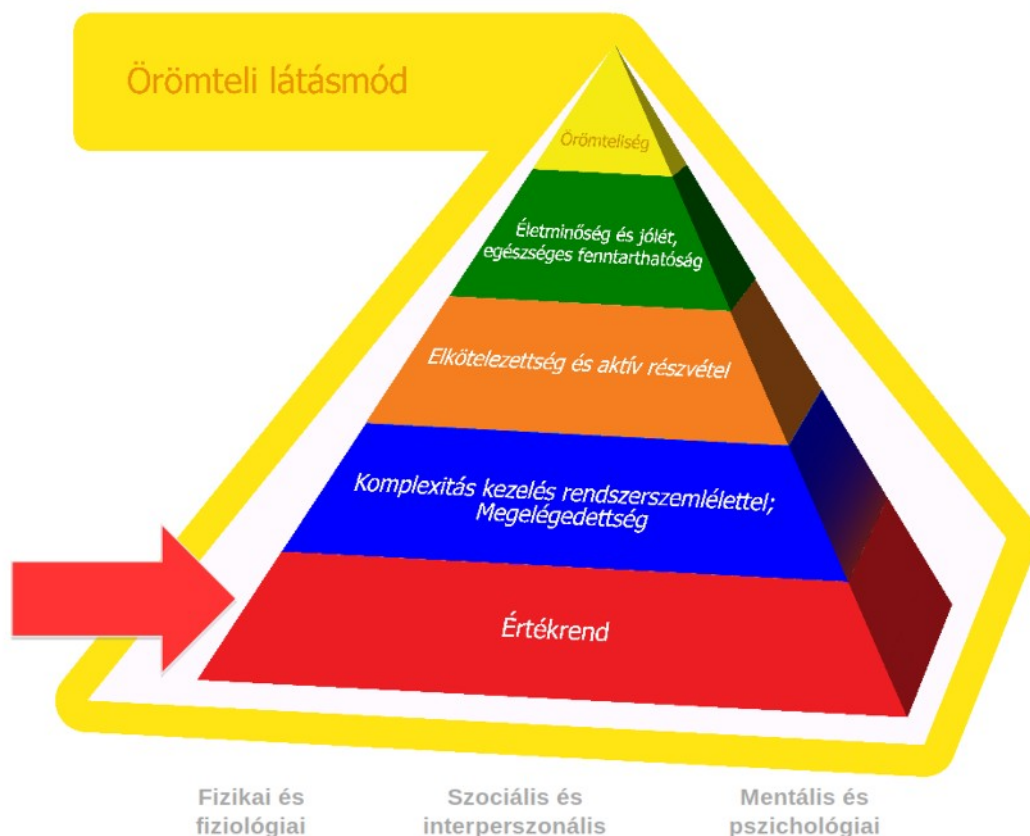 Örömteli látásmód
Örömteliség
Életminőség és jólét,
egészséges fenntarthatóság
Elkötelezettség és aktív részvétel
Komplexitás kezelés rendszerszemlélettel;
Megelégedettség
Értékrend
Fizikai és
fiziológiai
Szociális és
interperszonális
Mentális és
pszichológiai